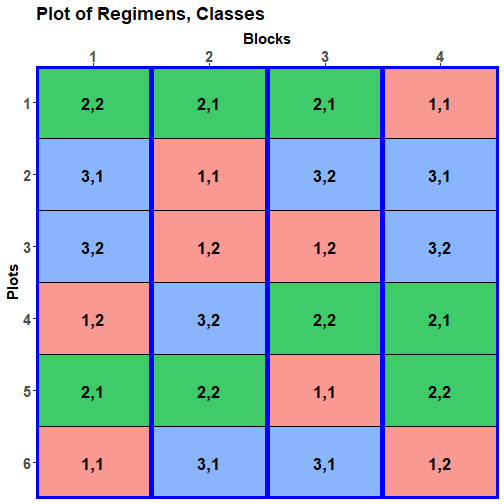 Plot of Regimens, Classes
Blocks
1 2 3 4
1 2,2 2,1 2,1 1,1
2 3,1 1,1 3,2 3,1
3 3,2 1,2 1,2 3,2
Plots
4 1,2 3,2 2,2 2,1
5 2,1 2,2 1,1 2,2
6 1,1 3,1 3,1 1,2